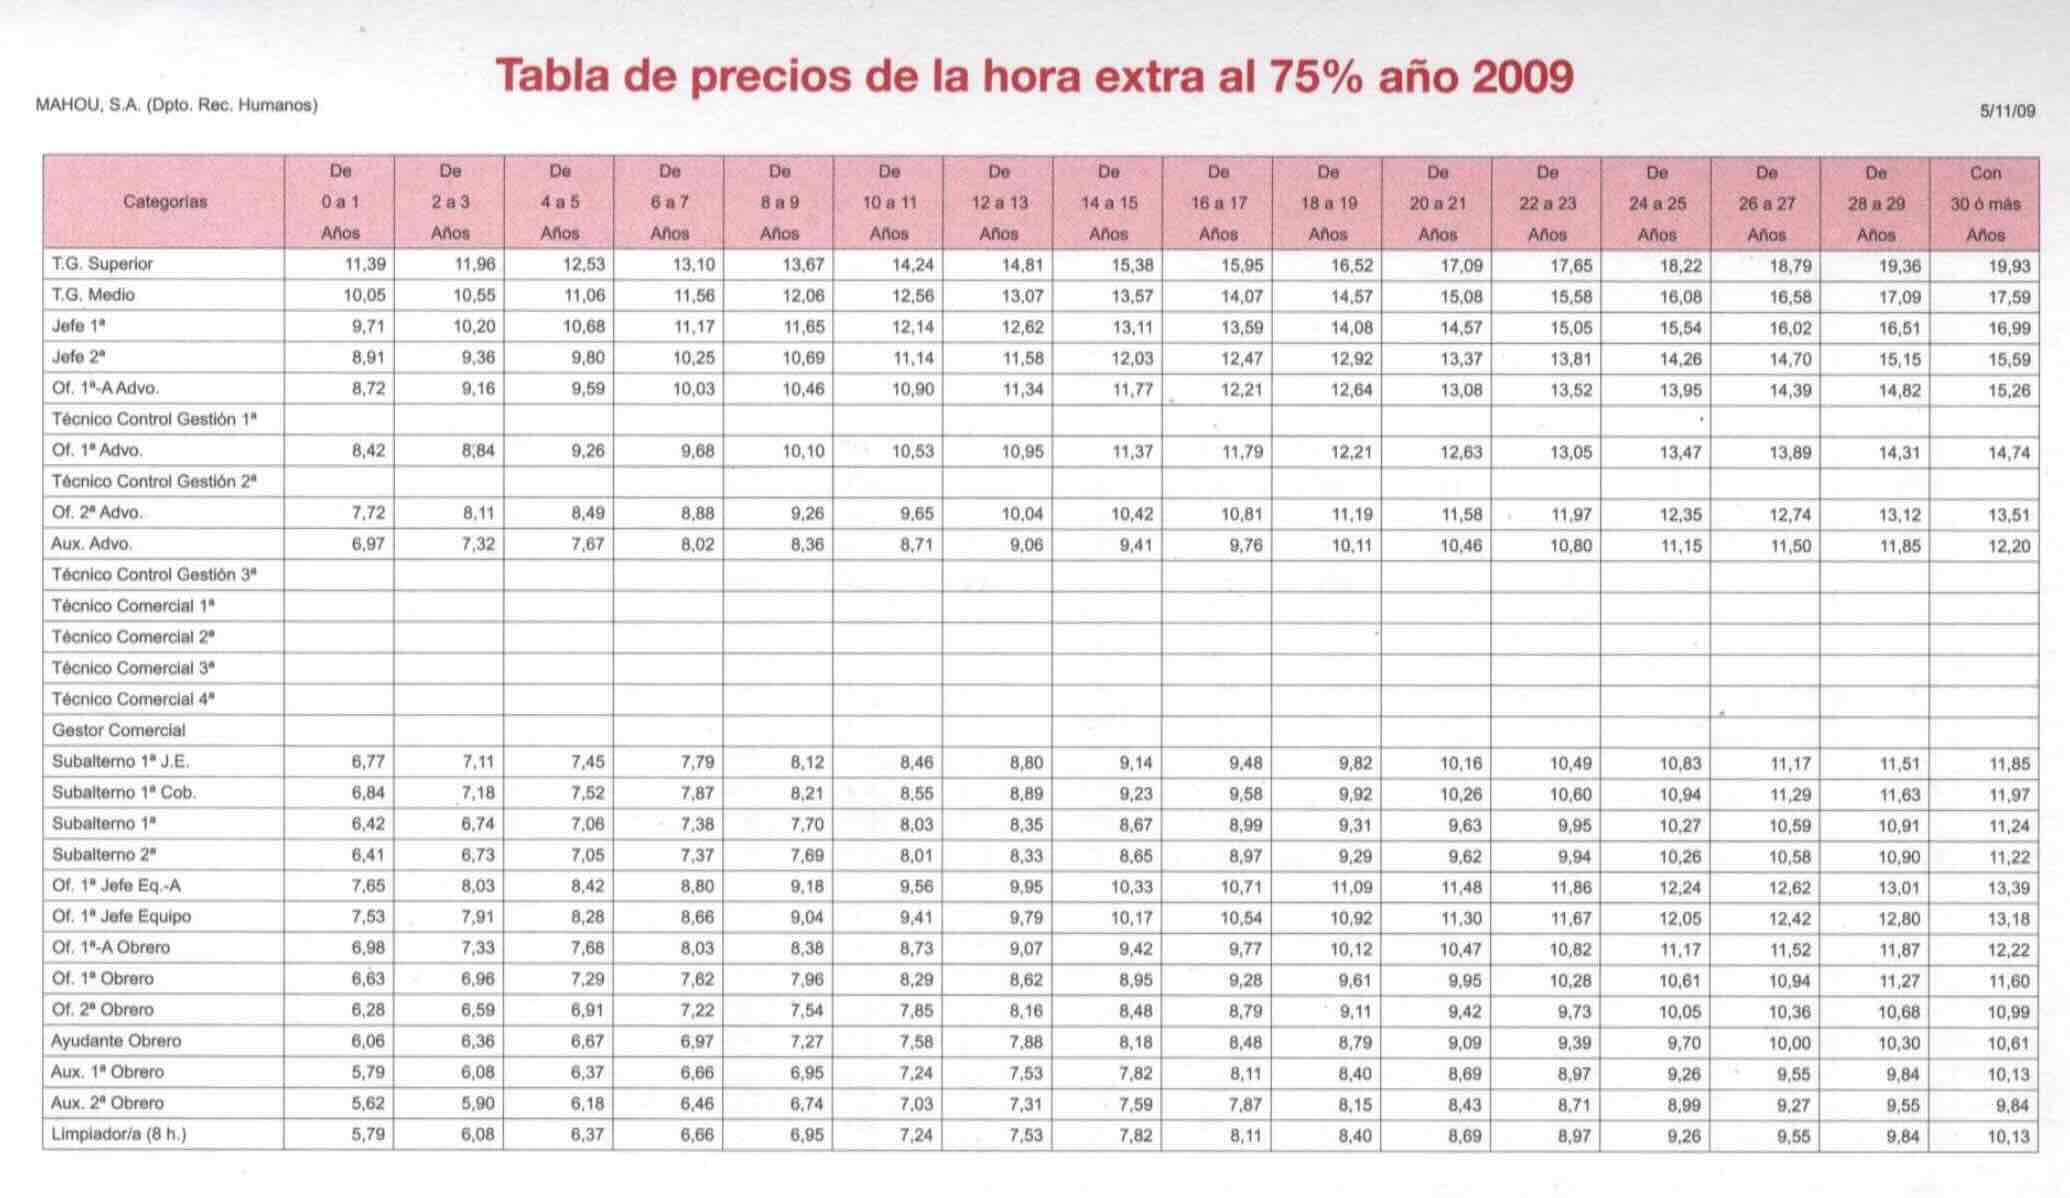 Tabla de precios de la hora extra al 75% año 2009
MAHOU, S.A. (Dpto. Rec. Humanos)
5/11/09
Categorías De 0 a 1 Años De 2 a 3 Años De 4 a 5 Años De 6 a 7 Años De 8 a 9 Años De 10 a 11 Años De 12 a 13 Años De 14 a 15 Años De 16 a 17 Años De 18 a 19 Años De 20 a 21 Años De 22 a 23 Años De 24 a 25 Años De 26 a 27 Años De 28 a 29 Años Con 30 ó más Años
T.G. Superior 11,39 11,96 12,53 13,10 13,67 14,24 14,81 15,38 15,95 16,52 17,09 17,65 18,22 18,79 19,36 19,93
T.G. Medio 10,05 10,55 11,06 11,56 12,06 12,56 13,07 13,57 14,07 14,57 15,08 15,58 16,08 16,58 17,09 17,59
Jefe 1ª 9,71 10,20 10,68 11,17 11,65 12,14 12,62 13,11 13,59 14,08 14,57 15,05 15,54 16,02 16,51 16,99
Jefe 2ª 8,91 9,36 9,80 10,25 10,69 11,14 11,58 12,03 12,47 12,92 13,37 13,81 14,26 14,70 15,15 15,59
Of. 1ª-A Advo. 8,72 9,16 9,59 10,03 10,46 10,90 11,34 11,77 12,21 12,64 13,08 13,52 13,95 14,39 14,82 15,26
Técnico Control Gestión 1ª
Of. 1ª Advo. 8,42 8,84 9,26 9,68 10,10 10,53 10,95 11,37 11,79 12,21 12,63 13,05 13,47 13,89 14,31 14,74
Técnico Control Gestión 2ª
Of. 2ª Advo. 7,72 8,11 8,49 8,88 9,26 9,65 10,04 10,42 10,81 11,19 11,58 11,97 12,35 12,74 13,12 13,51
Aux. Advo. 6,97 7,32 7,67 8,02 8,36 8,71 9,06 9,41 9,76 10,11 10,46 10,80 11,15 11,50 11,85 12,20
Técnico Control Gestión 3ª
Técnico Comercial 1ª
Técnico Comercial 2ª
Técnico Comercial 3ª
Técnico Comercial 4ª
Gestor Comercial
Subalterno 1ª J.E. 6,77 7,11 7,45 7,79 8,12 8,46 8,80 9,14 9,48 9,82 10,16 10,49 10,83 11,17 11,51 11,85
Subalterno 1ª Cob. 6,84 7,18 7,52 7,87 8,21 8,55 8,89 9,23 9,58 9,92 10,26 10,60 10,94 11,29 11,63 11,97
Subalterno 1ª 6,42 6,74 7,06 7,38 7,70 8,03 8,35 8,67 8,99 9,31 9,63 9,95 10,27 10,59 10,91 11,24
Subalterno 2ª 6,41 6,73 7,05 7,37 7,69 8,01 8,33 8,65 8,97 9,29 9,62 9,94 10,26 10,58 10,90 11,22
Of. 1ª Jefe Eq.-A 7,65 8,03 8,42 8,80 9,18 9,56 9,95 10,33 10,71 11,09 11,48 11,86 12,24 12,62 13,01 13,39
Of. 1ª Jefe Equipo 7,53 7,91 8,28 8,66 9,04 9,41 9,79 10,17 10,54 10,92 11,30 11,67 12,05 12,42 12,80 13,18
Of. 1ª-A Obrero 6,98 7,33 7,68 8,03 8,38 8,73 9,07 9,42 9,77 10,12 10,47 10,82 11,17 11,52 11,87 12,22
Of. 1ª Obrero 6,63 6,96 7,29 7,62 7,96 8,29 8,62 8,95 9,28 9,61 9,95 10,28 10,61 10,94 11,27 11,60
Of. 2ª Obrero 6,28 6,59 6,91 7,22 7,54 7,85 8,16 8,48 8,79 9,11 9,42 9,73 10,05 10,36 10,68 10,99
Ayudante Obrero 6,06 6,36 6,67 6,97 7,27 7,58 7,88 8,18 8,48 8,79 9,09 9,39 9,70 10,00 10,30 10,61
Aux. 1ª Obrero 5,79 6,08 6,37 6,66 6,95 7,24 7,53 7,82 8,11 8,40 8,69 8,97 9,26 9,55 9,84 10,13
Aux. 2ª Obrero 5,62 5,90 6,18 6,46 6,74 7,03 7,31 7,59 7,87 8,15 8,43 8,71 8,99 9,27 9,55 9,84
Limpiador/a (8 h.) 5,79 6,08 6,37 6,66 6,95 7,24 7,53 7,82 8,11 8,40 8,69 8,97 9,26 9,55 9,84 10,13